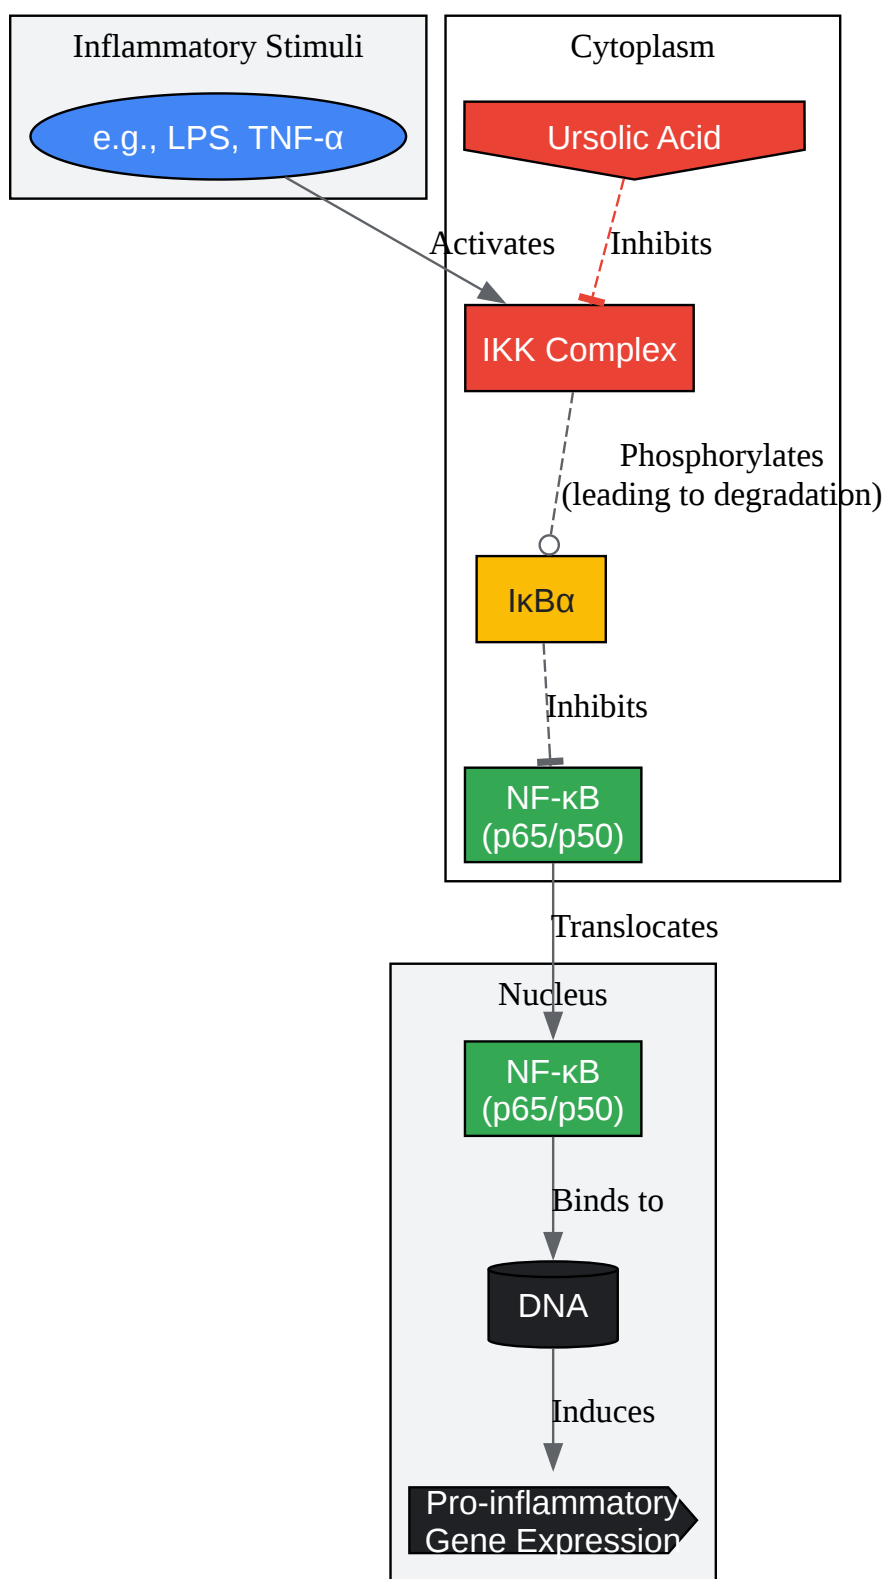 Inflammatory Stimuli
Cytoplasm
e.g., LPS, TNF-α
Ursolic Acid
Activates
Inhibits
IKK Complex
Phosphorylates
(leading to degradation)
IκBα
Inhibits
NF-κB
(p65/p50)
Translocates
Nucleus
NF-κB
(p65/p50)
Binds to
DNA
Induces
Pro-inflammatory
Gene Expression